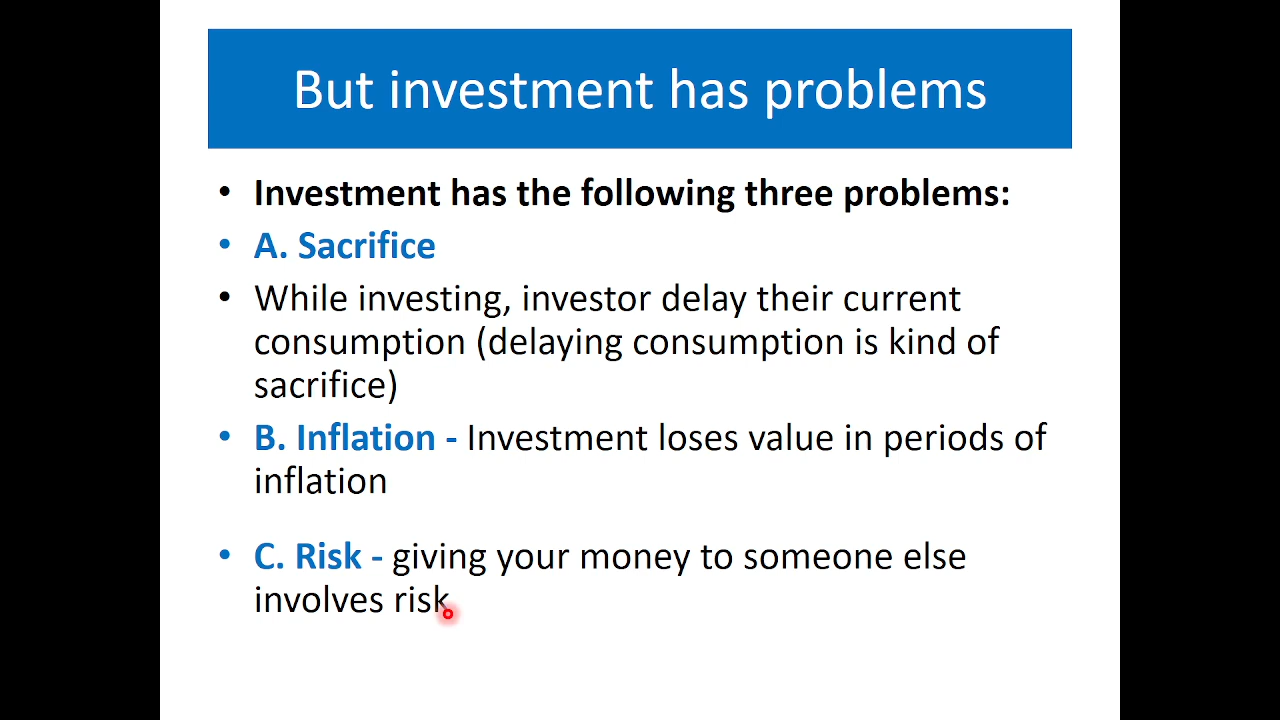 But investment has problems
• Investment has the following three problems:
• A. Sacrifice
• While investing, investor delay their current
consumption (delaying consumption is kind of
sacrifice)
• B. Inflation - Investment loses value in periods of
inflation
• C. Risk - giving your money to someone else
involves risk